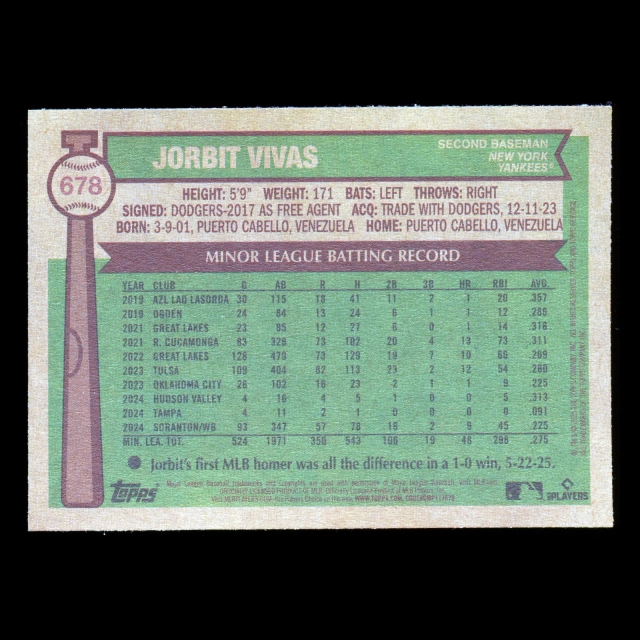 678
JORBIT VIVAS
SECOND BASEMAN
NEW YORK
YANKEES™
HEIGHT: 5'9" WEIGHT: 171 BATS: LEFT THROWS: RIGHT
SIGNED: DODGERS-2017 AS FREE AGENT ACQ: TRADE WITH DODGERS, 12-11-23
BORN: 3-9-01, PUERTO CABELLO, VENEZUELA HOME: PUERTO CABELLO, VENEZUELA
MINOR LEAGUE BATTING RECORD
YEAR CLUB G AB R H 2B 3B HR RBI AVG.
2019 AZL LAD LASORDA 30 115 18 41 11 2 1 20 .357
2019 OGDEN 24 84 13 24 6 1 1 12 .286
2021 GREAT LAKES 23 85 12 27 6 0 1 14 .318
2021 R. CUCAMONGA 83 328 73 102 20 4 13 73 .311
2022 GREAT LAKES 128 479 73 129 19 7 10 66 .269
2023 TULSA 109 404 82 113 23 2 12 54 .280
2023 OKLAHOMA CITY 26 102 16 23 2 1 1 9 .225
2024 HUDSON VALLEY 4 16 4 5 1 0 0 5 .313
2024 TAMPA 4 11 2 1 0 0 0 0 .091
2024 SCRANTON/WB 93 347 57 78 16 2 9 45 .225
MIN. LEA. TOT. 524 1971 350 543 19 48 298 .275
Jorbit's first MLB homer was all the difference in a 1-0 win, 5-22-25.
Topps
PLAYERS